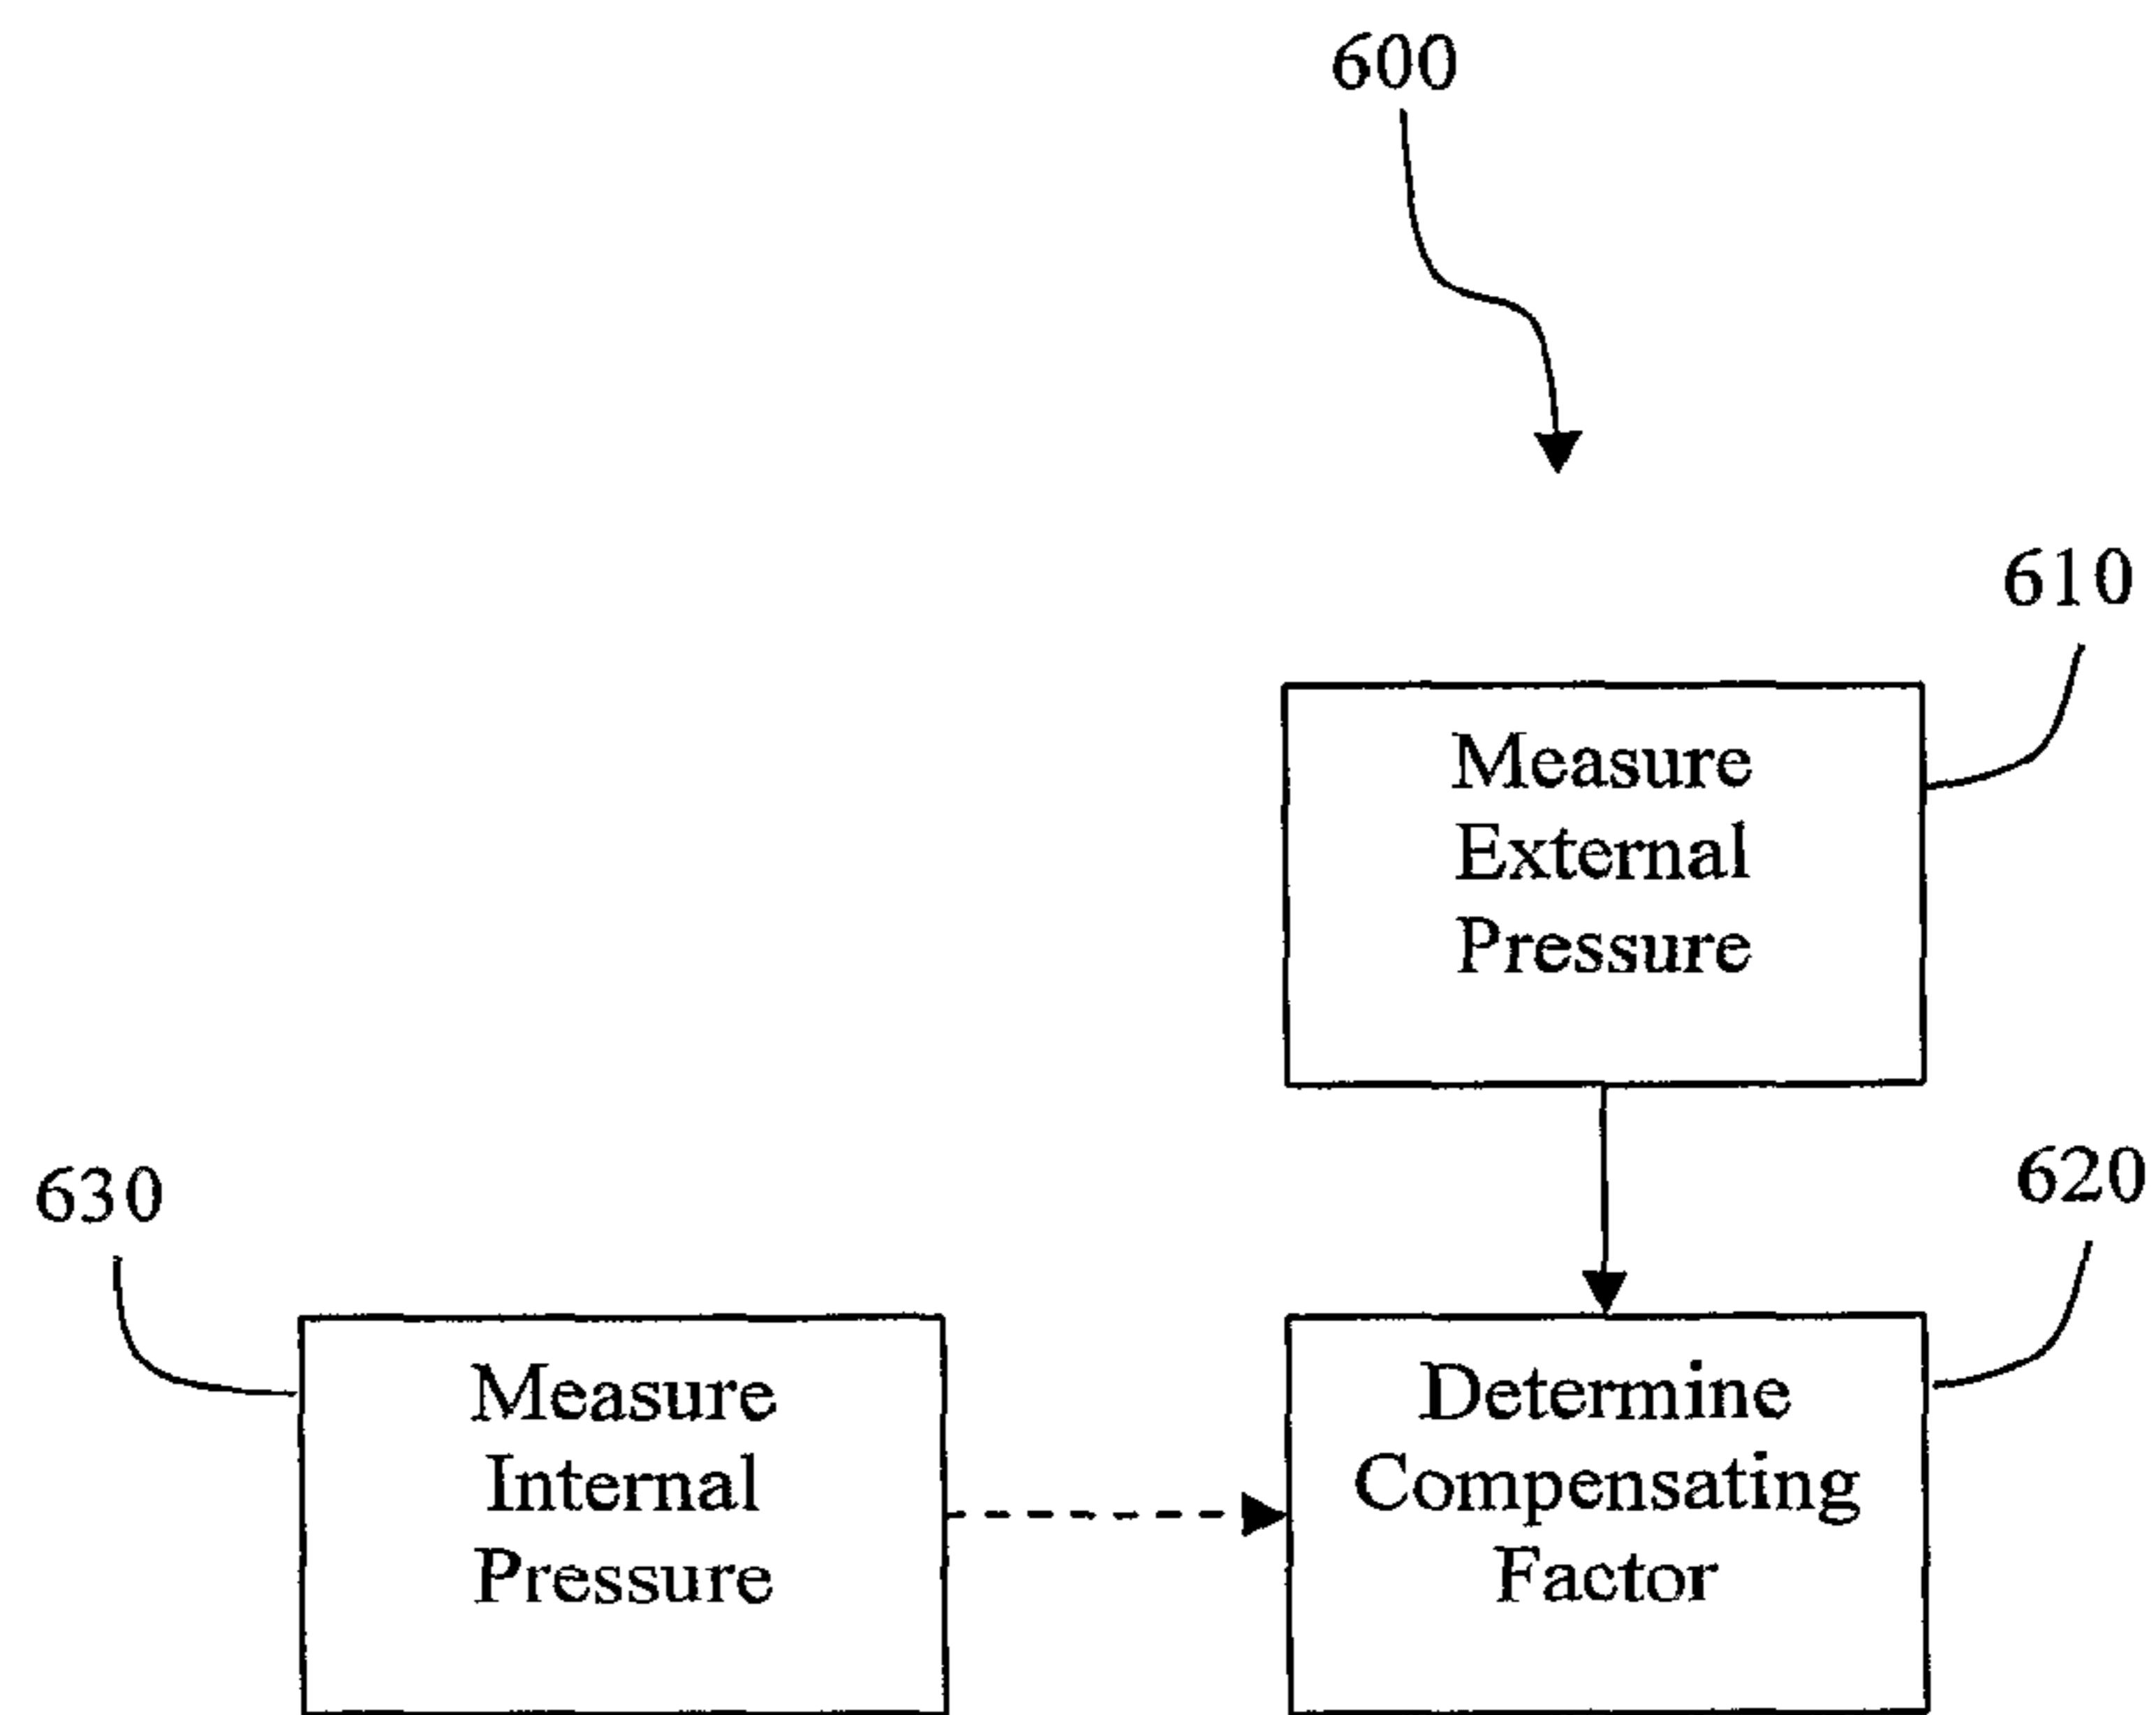 600
610
Measure
External
Pressure
630
620
Measure
Internal
Pressure
Determine
Compensating
Factor